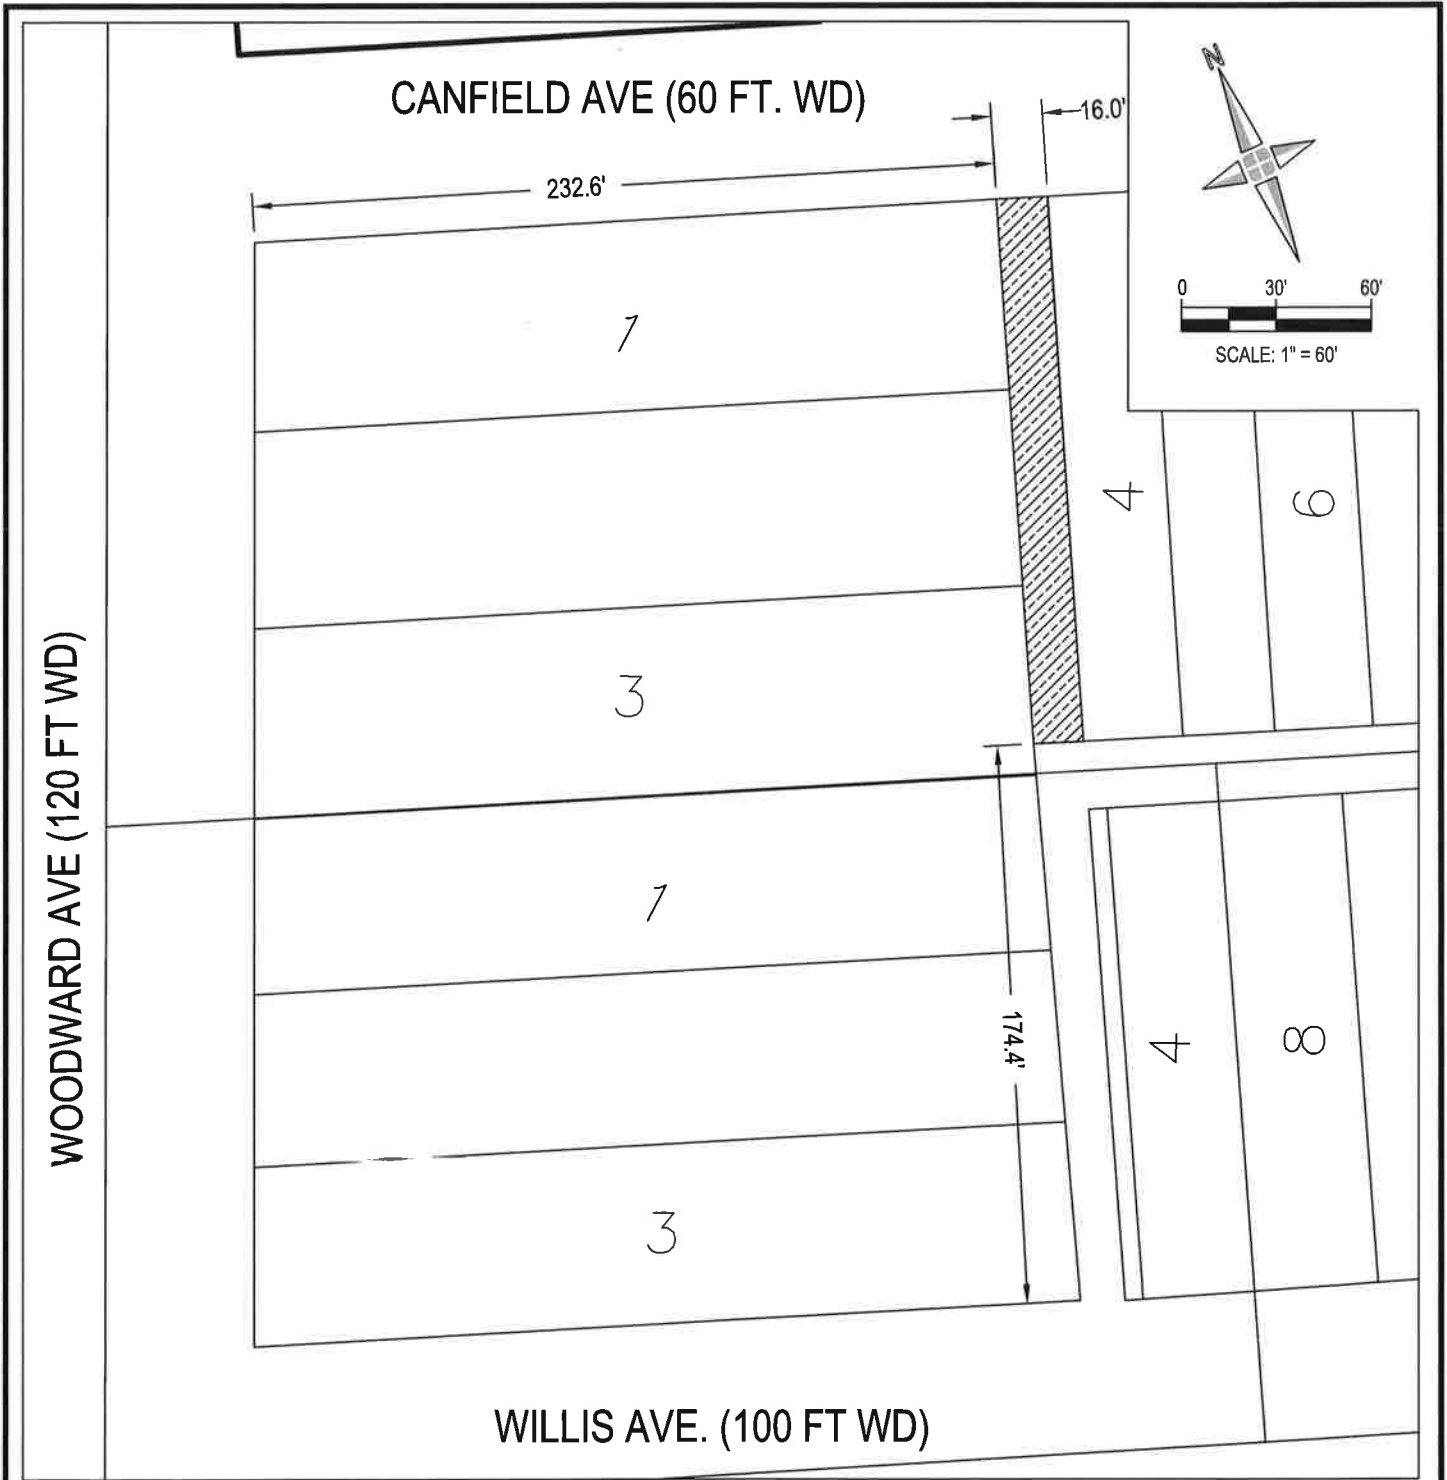 CANFIELD AVE (60 FT. WD)
16.0'
N
232.6'
0 30' 60'
SCALE: 1" = 60'
1
4
6
3
WOODWARD AVE (120 FT WD)
1
174.4'
4
8
3
WILLIS AVE. (100 FT WD)